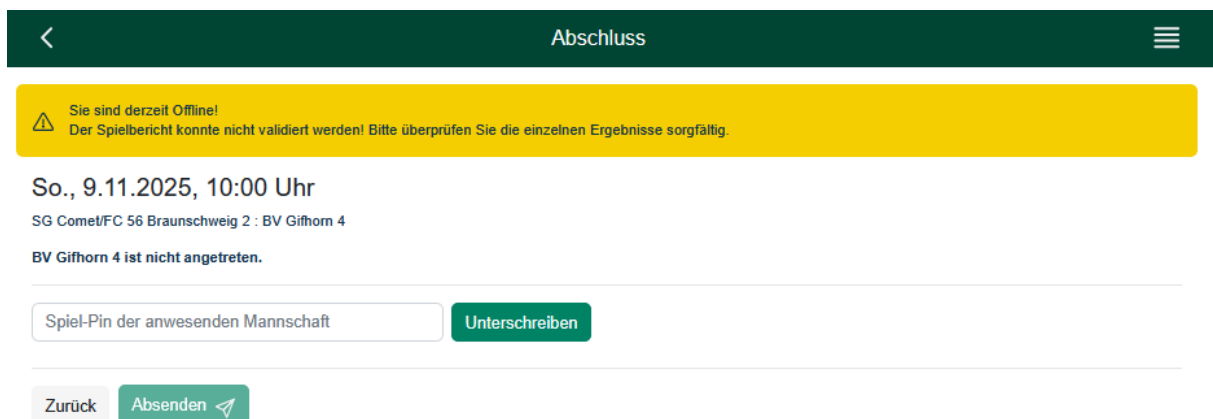 Abschluss
Sie sind derzeit Offline!
Der Spielbericht konnte nicht validiert werden! Bitte überprüfen Sie die einzelnen Ergebnisse sorgfältig.
So., 9.11.2025, 10:00 Uhr
SG Comet/FC 56 Braunschweig 2 : BV Gifhorn 4
BV Gifhorn 4 ist nicht angetreten.
Spiel-Pin der anwesenden Mannschaft Unterschreiben
Zurück Absenden